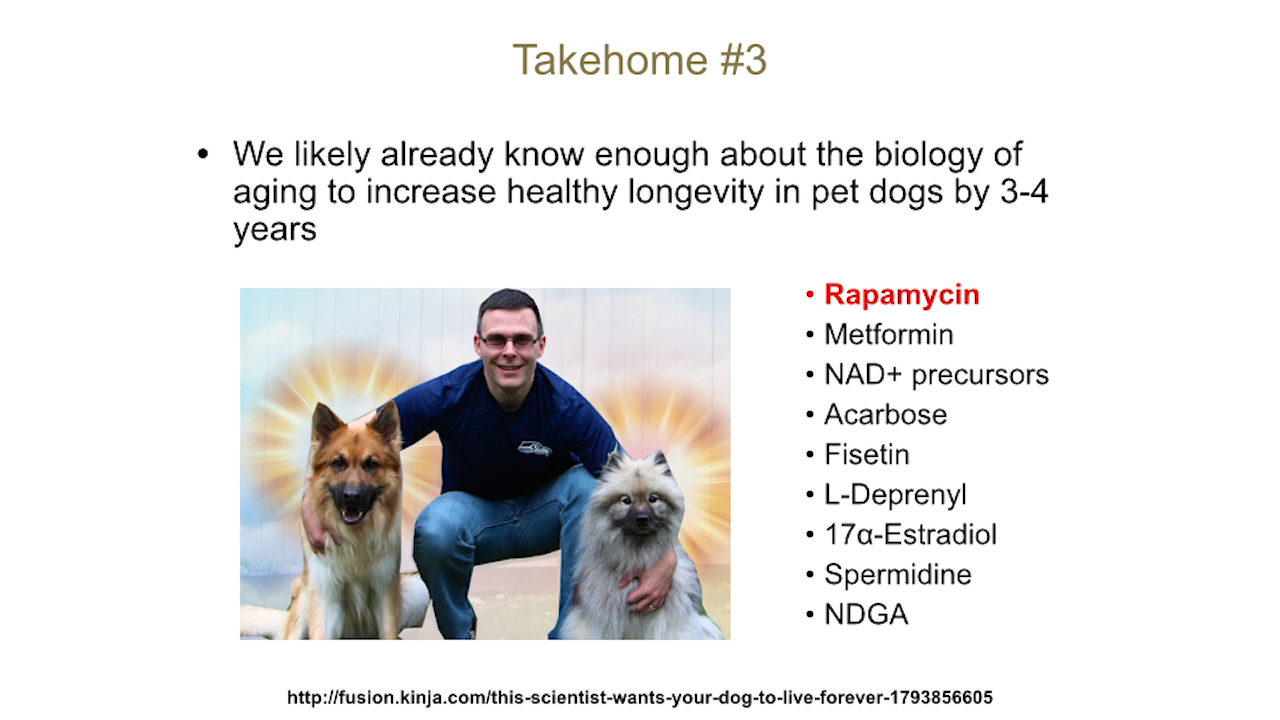 Takehome #3
• We likely already know enough about the biology of
aging to increase healthy longevity in pet dogs by 3-4
years
• Rapamycin
• Metformin
• NAD+ precursors
• Acarbose
• Fisetin
• L-Deprenyl
• 17α-Estradiol
• Spermidine
• NDGA
http://fusion.kinja.com/this-scientist-wants-your-dog-to-live-forever-1793856605